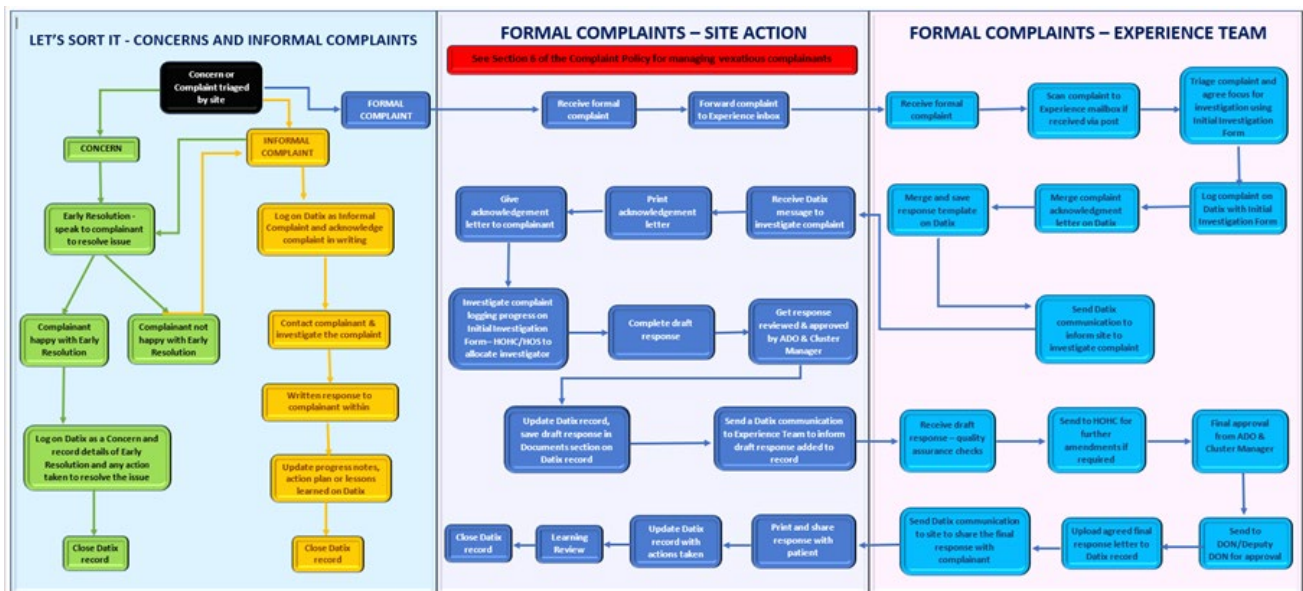 LET'S SORT IT - CONCERNS AND INFORMAL COMPLAINTS
Concern or
Complaint triaged
by site
CONCERN
INFORMAL
COMPLAINT
FORMAL
COMPLAINT
Early Resolution -
speak to complainant
to resolve issue
Log on Datix as Informal
Complaint and acknowledge
complaint in writing
Complainant
happy with Early
Resolution
Complainant not
happy with Early
Resolution
Contact complainant &
investigate the complaint
Written response to
complainant within
Log on Datix as a Concern and
record details of Early
Resolution and any action
taken to resolve the issue
Update progress notes,
action plan or lessons
learned on Datix
Close Datix
record
Close Datix
record
FORMAL COMPLAINTS – SITE ACTION
See Section 6 of the Complaint Policy for managing vexatious complainants
Receive formal
complaint
Forward complaint
to Experience inbox
Give
acknowledgement
letter to complainant
Print
acknowledgement
letter
Receive Datix
message to
investigate complaint
Investigate complaint
logging progress on
Initial Investigation
Form– HOHC/HOS to
allocate investigator
Complete draft
response
Get response
reviewed & approved
by ADO & Cluster
Manager
Update Datix record,
save draft response in
Documents section on
Datix record
Send a Datix communication
to Experience Team to inform
draft response added to
record
Close Datix
record
Learning
Review
Update Datix
record with
actions taken
Print and share
response with
patient
FORMAL COMPLAINTS – EXPERIENCE TEAM
Receive formal
complaint
Scan complaint to
Experience mailbox if
received via post
Triage complaint and
agree focus for
investigation using
Initial Investigation
Form
Merge and save
response template
on Datix
Merge complaint
acknowledgment
letter on Datix
Log complaint on
Datix with Initial
Investigation Form
Send Datix
communication to
inform site to
investigate complaint
Receive draft
response – quality
assurance checks
Send to HOHC for
further
amendments if
required
Final approval
from ADO &
Cluster Manager
Send Datix communication
to site to share the final
response with
complainant
Upload agreed final
response letter to
Datix record
Send to
DON/Deputy
DON for approval